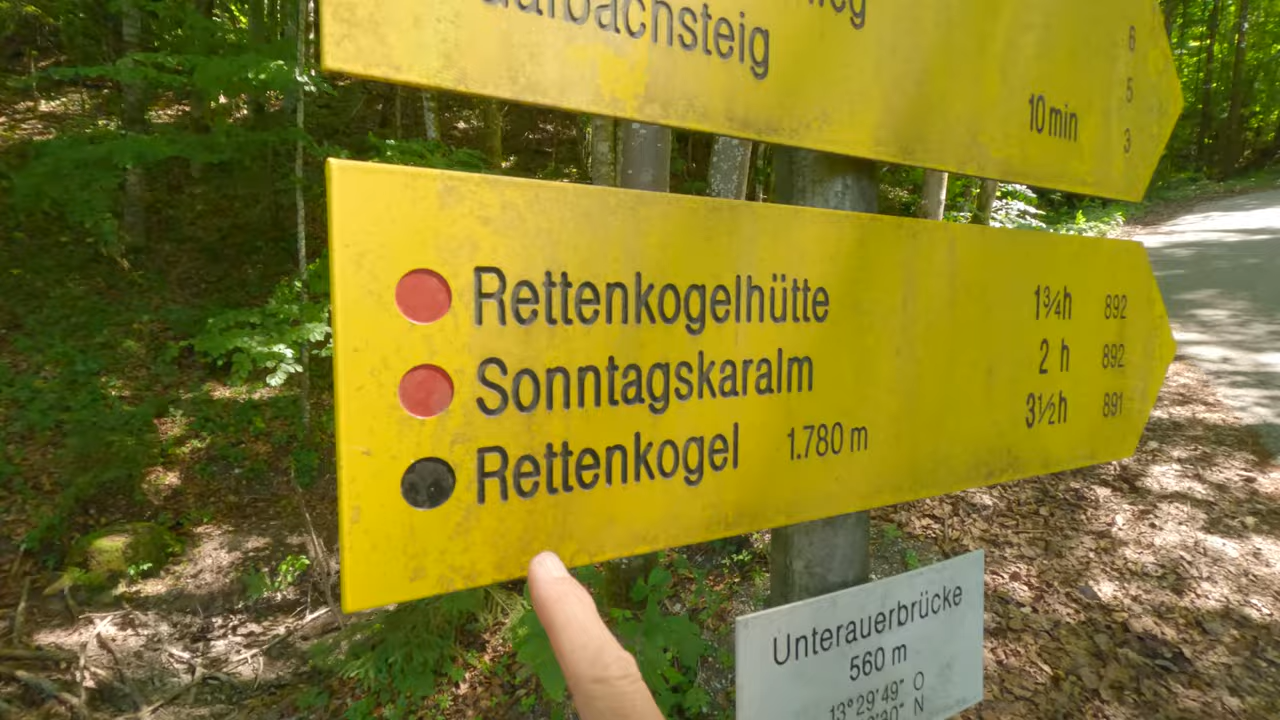 10 min
6
5
3
Rettenkogelhütte 1¾h 892
Sonntagskaralm 2 h 892
Rettenkogel 1.780 m 3½h 891
Unterauerbrücke
560 m
13°29'49" O
N